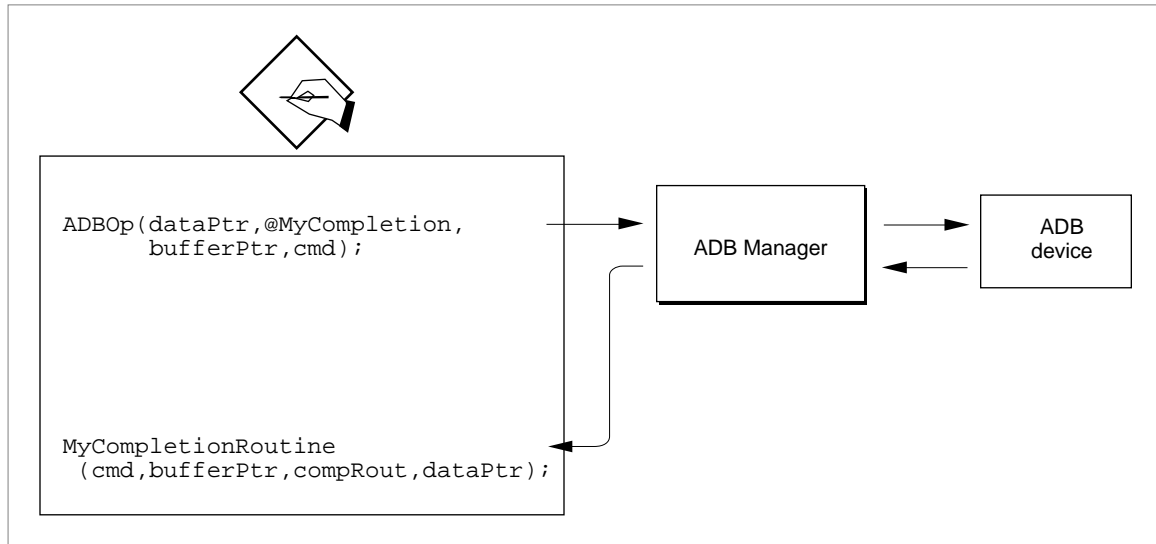 ADBOp(dataPtr,@MyCompletion,
bufferPtr,cmd);
ADB Manager
ADB
device
MyCompletionRoutine
(cmd,bufferPtr,compRout,dataPtr);